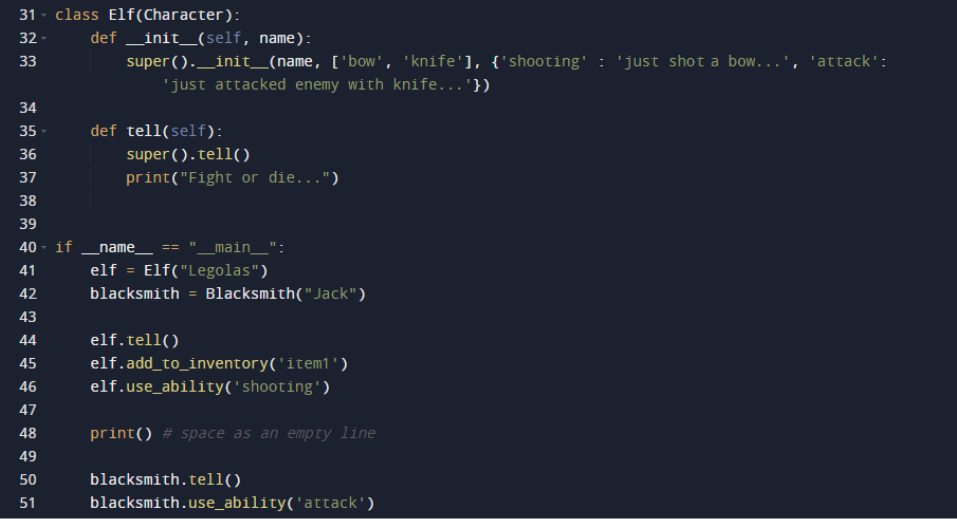 31 class Elf(Character):
32     def __init__(self, name):
33         super().__init__(name, ['bow', 'knife'], {'shooting' : 'just shot a bow...', 'attack':
            'just attacked enemy with knife...'})
34
35     def tell(self):
36         super().tell()
37         print("Fight or die...")
38
39
40 if __name__ == "__main__":
41     elf = Elf("Legolas")
42     blacksmith = Blacksmith("Jack")
43
44     elf.tell()
45     elf.add_to_inventory('item1')
46     elf.use_ability('shooting')
47
48     print() # space as an empty line
49
50     blacksmith.tell()
51     blacksmith.use_ability('attack')